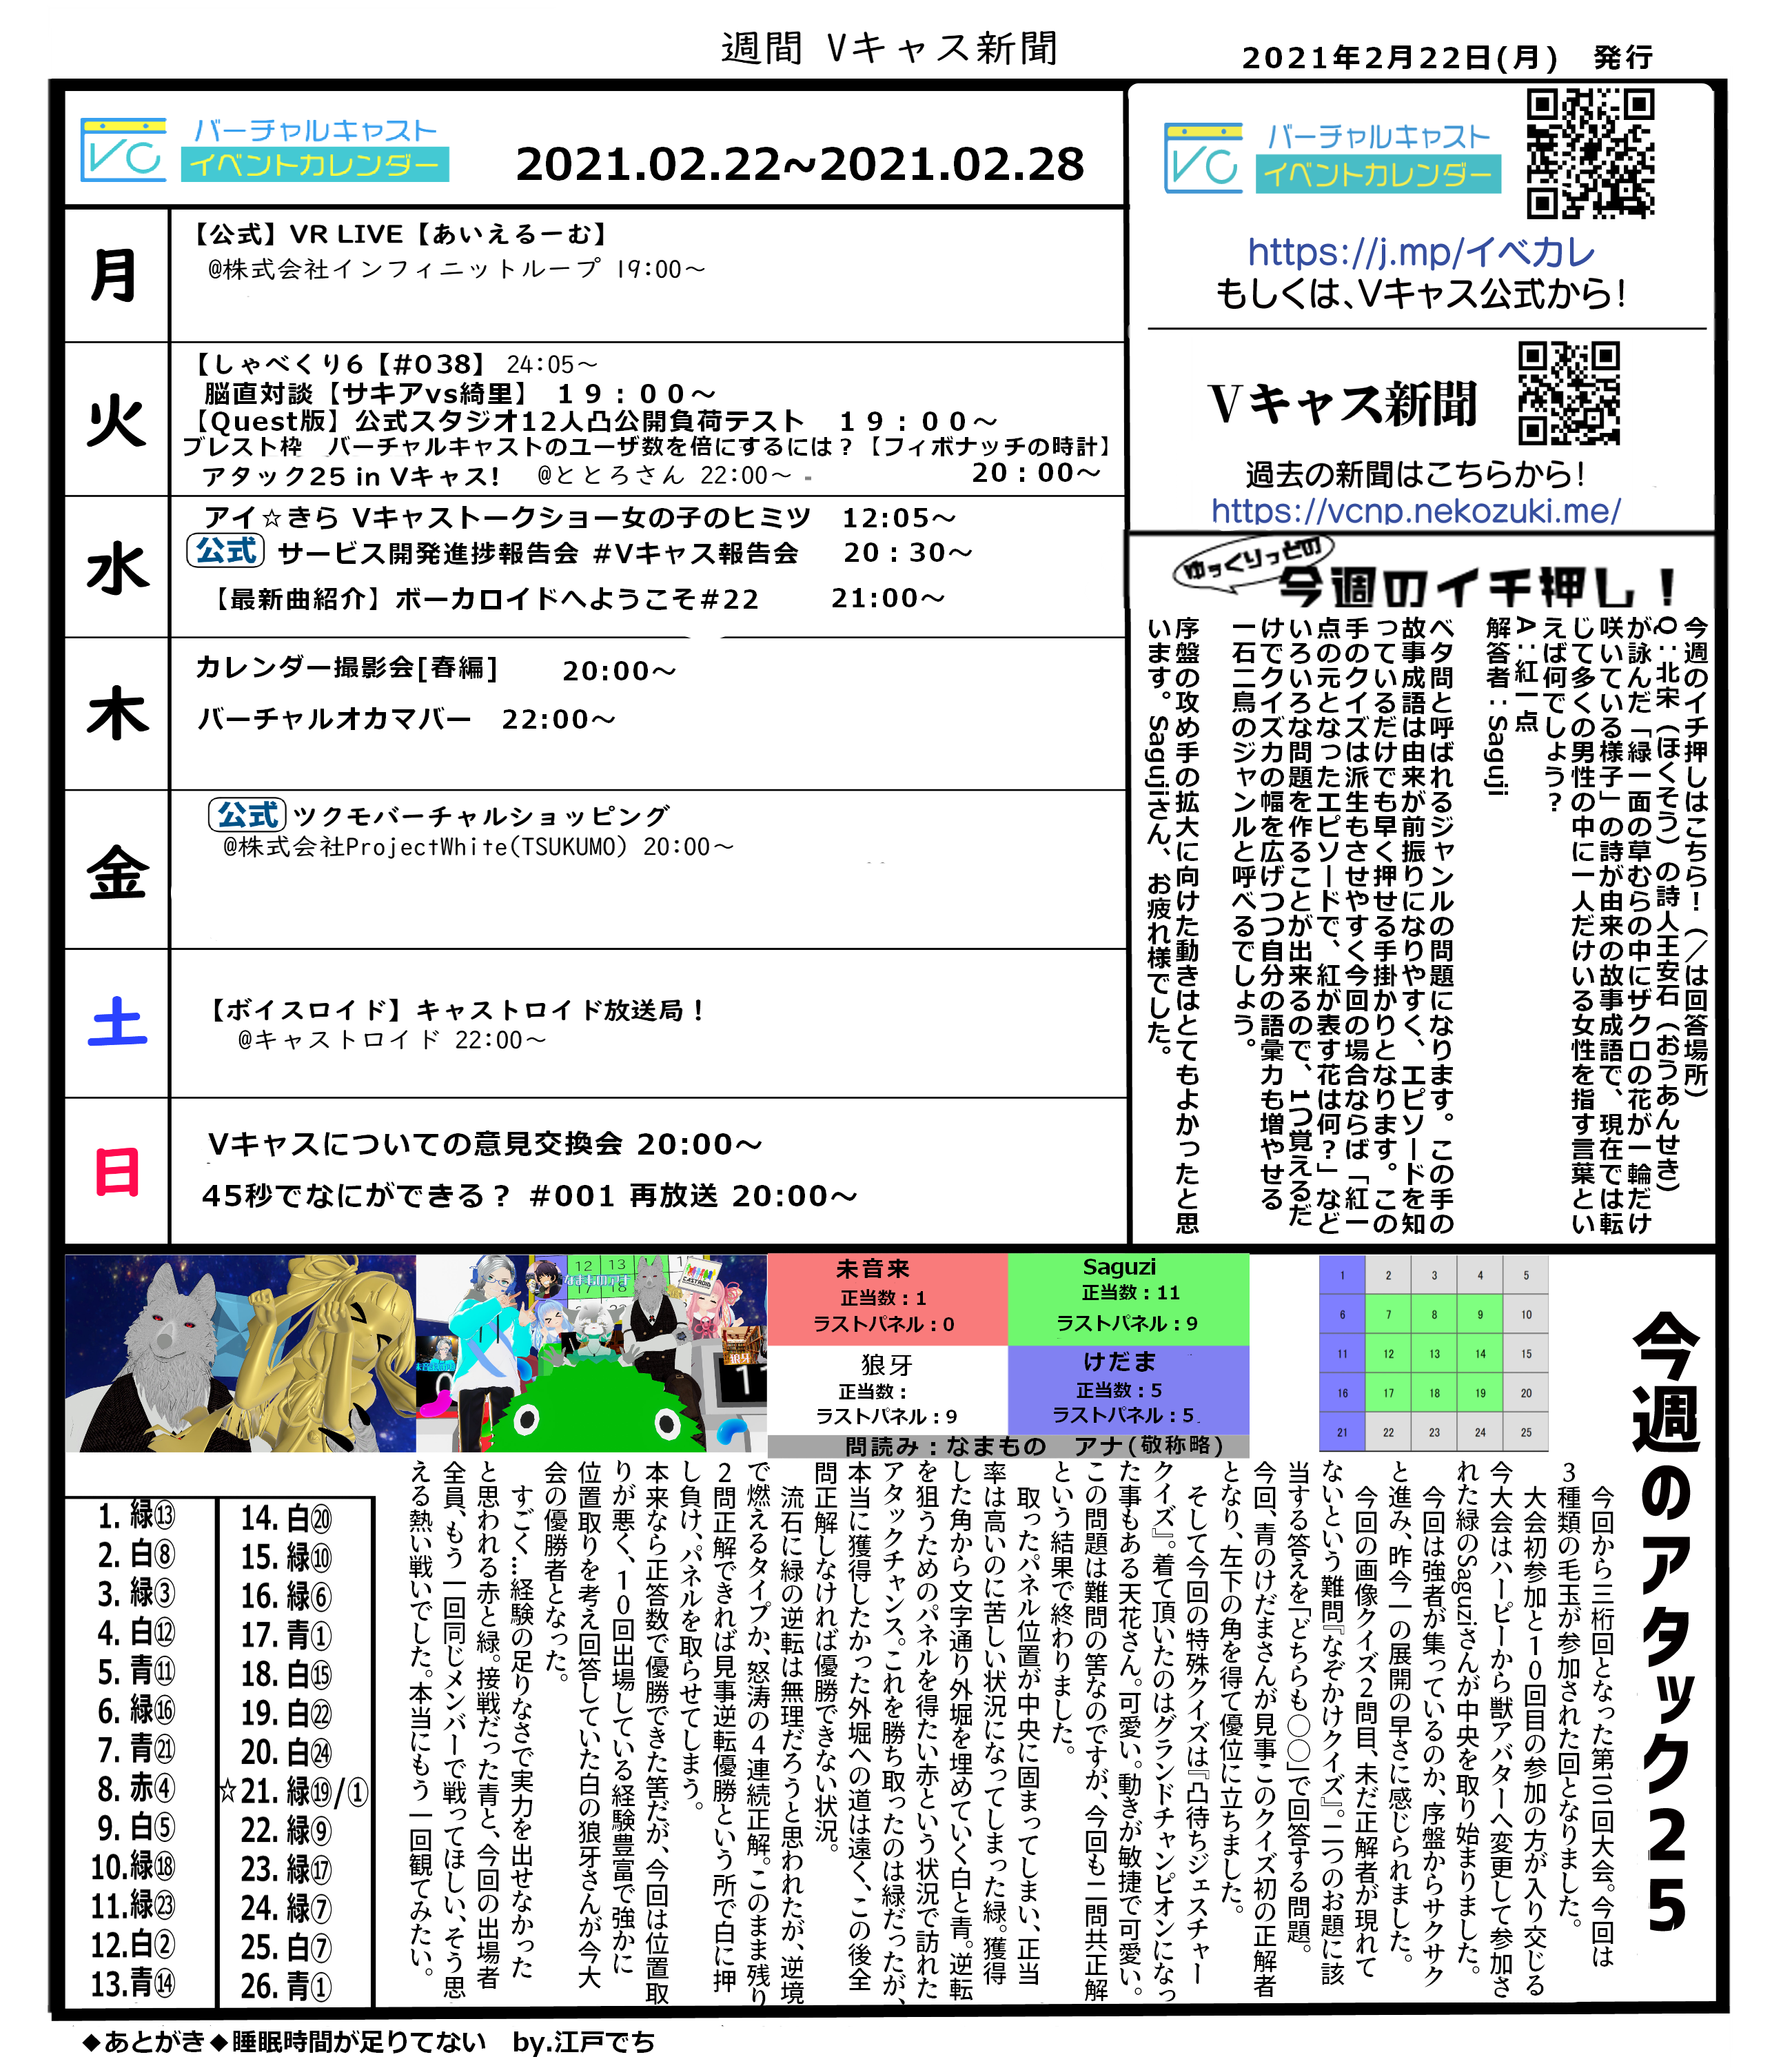 週間 Vキャス新聞
2021年2月22日(月)　発行
バーチャルキャスト
イベントカレンダー
2021.02.22~2021.02.28
月
【公式】VR LIVE【あいえるーむ】
@株式会社インフィニットループ 19:00～
火
【しゃべくり6【#038】 24:05～
脳直対談【サキアvs綺里】　19：00～
【Quest版】公式スタジオ12人凸公開負荷テスト　19：00～
ブレスト枠　バーチャルキャストのユーザ数を倍にするには？【フィボナッチの時計】
20：00～
アタック25 in Vキャス!　@ととろさん 22:00～
水
アイ☆きら Vキャストークショー女の子のヒミツ　12:05～
公式 サービス開発進捗報告会 #Vキャス報告会　20：30～
【最新曲紹介】ボーカロイドへようこそ#22　21:00～
木
カレンダー撮影会[春編]　20:00～
バーチャルオカマバー　22:00～
金
公式 ツクモバーチャルショッピング
@株式会社ProjectWhite(TSUKUMO) 20:00～
土
【ボイスロイド】キャストロイド放送局！
@キャストロイド 22:00～
日
Vキャスについての意見交換会 20:00～
45秒でなにができる？ #001 再放送 20:00～
バーチャルキャスト
イベントカレンダー
https://j.mp/イベカレ
もしくは、Vキャス公式から！
Vキャス新聞
過去の新聞はこちらから！
https://vcnp.nekozuki.me/
ゆっくりっとの
今週のイチ押し！
今週のイチ押しはこちら！（／は回答場所）
Q：北宋（ほくそう）の詩人王安石（おうあんせき）
が詠んだ「緑一面の草むらの中にザクロの花が一輪だけ
咲いている様子」の詩が由来の故事成語で、現在では転
じて多くの男性の中に一人だけいる女性を指す言葉とい
えば何でしょう？
A：紅一点
解答者：Saguji
ベタ問と呼ばれるジャンルの問題になります。この手の
故事成語は由来が前振りになりやすく、エピソードを知
っているだけでも早く押せる手掛かりとなります。この
手のクイズは派生もさせやすく今回の場合ならば「紅一
点の元となったエピソードで、紅が表す花は何？」など
いろいろな問題を作ることが出来るので、1つ覚えるだ
けでクイズ力の幅を広げつつ自分の語彙力も増やせる
一石二鳥のジャンルと呼べるでしょう。
序盤の攻め手の拡大に向けた動きはとてもよかったと思
います。Sagujiさん、お疲れ様でした。
未音来
正当数：1
ラストパネル：0
Saguzi
正当数：11
ラストパネル：9
狼牙
正当数：
ラストパネル：9
けだま
正当数：5
ラストパネル：5
問読み：なまもの　アナ(敬称略)
1 2 3 4 5
6 7 8 9 10
11 12 13 14 15
16 17 18 19 20
21 22 23 24 25
今週のアタック25
今回から三桁回となった第101回大会。今回は
3種類の毛玉が参加された回となりました。
大会初参加と10回目の参加の方が入り交じる
今大会はハーピーから獣アバターへ変更して参加さ
れた緑のSaguziさんが中央を取り始まりました。
今回は強者が集っているのか、序盤からサクサク
と進み、昨今一の展開の早さに感じられました。
今回の画像クイズ2問目、未だ正解者が現れて
ないという難問『なぞかけクイズ』。二つのお題に該
当する答えを「どちらも〇〇」で回答する問題。
今回、青のけだまさんが見事このクイズ初の正解者
となり、左下の角を得て優位に立ちました。
そして今回の特殊クイズは『凸待ちジェスチャー
クイズ』。着て頂いたのはグランドチャンピオンになっ
た事もある天花さん。可愛い。動きが敏捷で可愛い。
この問題は難問の筈なのですが、今回も二問共正解
という結果で終わりました。
取ったパネル位置が中央に固まってしまい、正当
率は高いのに苦しい状況になってしまった緑。獲得
した角から文字通り外堀を埋めていく白と青。逆転
を狙うためのパネルを得たい赤という状況で訪れた
アタックチャンス。これを勝ち取ったのは緑だったが、
本当に獲得したかった外堀への道は遠く、この後全
問正解しなければ優勝できない状況。
流石に緑の逆転は無理だろうと思われたが、逆境
で燃えるタイプか、怒涛の4連続正解。このまま残り
2問正解できれば見事逆転優勝という所で白に押
し負け、パネルを取らせてしまう。
本来なら正答数で優勝できた筈だが、今回は位置取
りが悪く、10回出場している経験豊富で強かに
位置取りを考え回答していた白の狼牙さんが今大
会の優勝者となった。
すごく…経験の足りなさで実力を出せなかった
と思われる赤と緑。接戦だった青と、今回の出場者
全員、もう一回同じメンバーで戦ってほしい、そう思
える熱い戦いでした。本当にもう一回観てみたい。
1. 緑⑬
2. 白⑧
3. 緑③
4. 白⑫
5. 青⑪
6. 緑⑯
7. 青㉑
8. 赤④
9. 白⑤
10.緑⑱
11.緑㉓
12.白②
13.青⑭
14. 白⑳
15. 緑⑩
16. 緑⑥
17. 青①
18. 白⑮
19. 白㉒
20. 白㉔
☆21. 緑⑲/①
22. 緑⑨
23. 緑⑰
24. 緑⑦
25. 白⑦
26. 青①
◆あとがき◆睡眠時間が足りてない　by.江戸でち